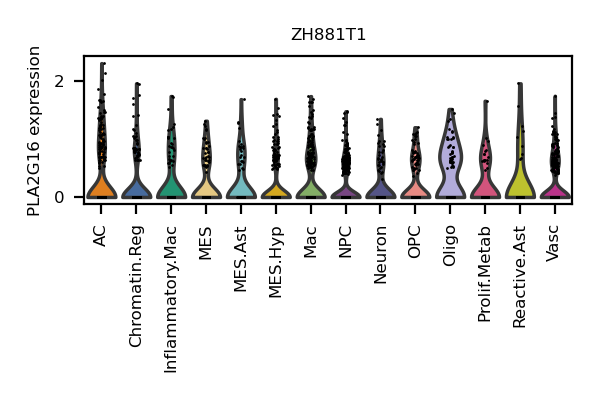 ZH881T1
PLA2G16 expression
2
0
AC
Chromatin.Reg
Inflammatory.Mac
MES
MES.Ast
MES.Hyp
Mac
NPC
Neuron
OPC
Oligo
Prolif.Metab
Reactive.Ast
Vasc